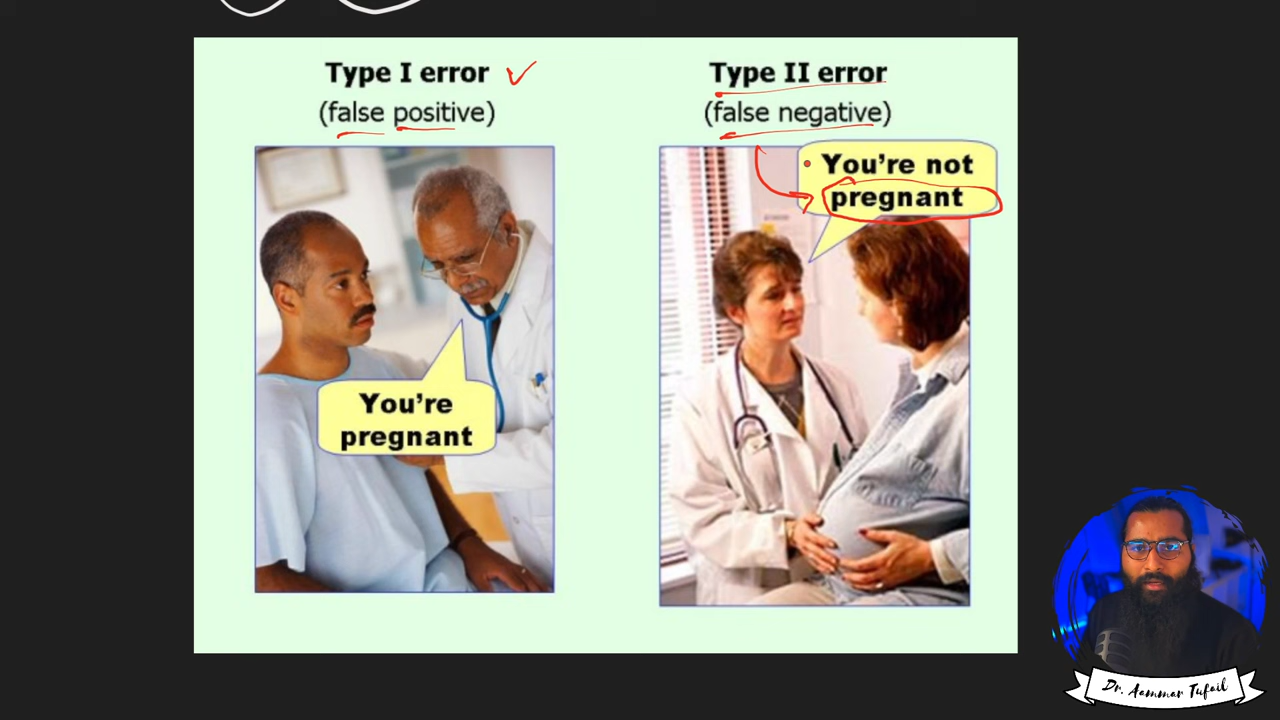 Type I error
(false positive)
You're
pregnant
Type II error
(false negative)
You're not
pregnant
Dr. Aammar Tufail